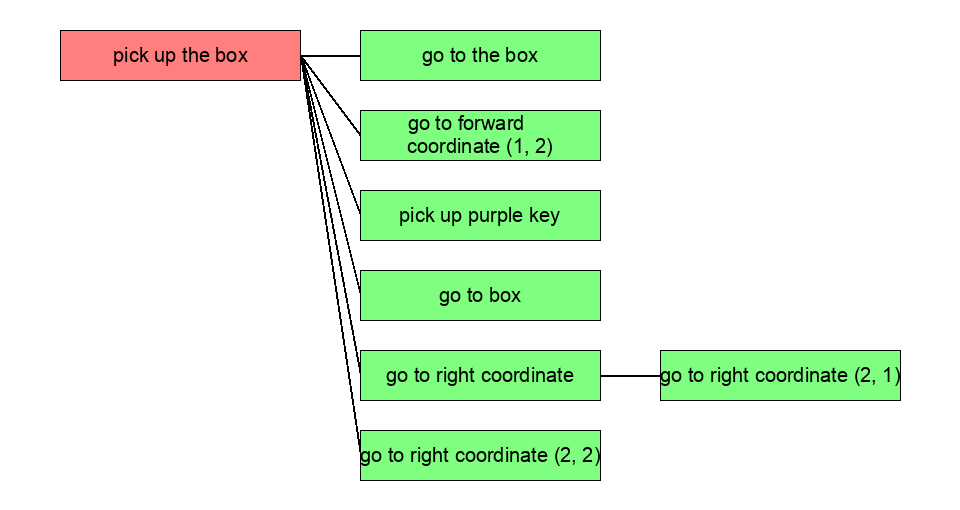 pick up the box
go to the box
go to forward
coordinate (1, 2)
pick up purple key
go to box
go to right coordinate
go to right coordinate (2, 1)
go to right coordinate (2, 2)